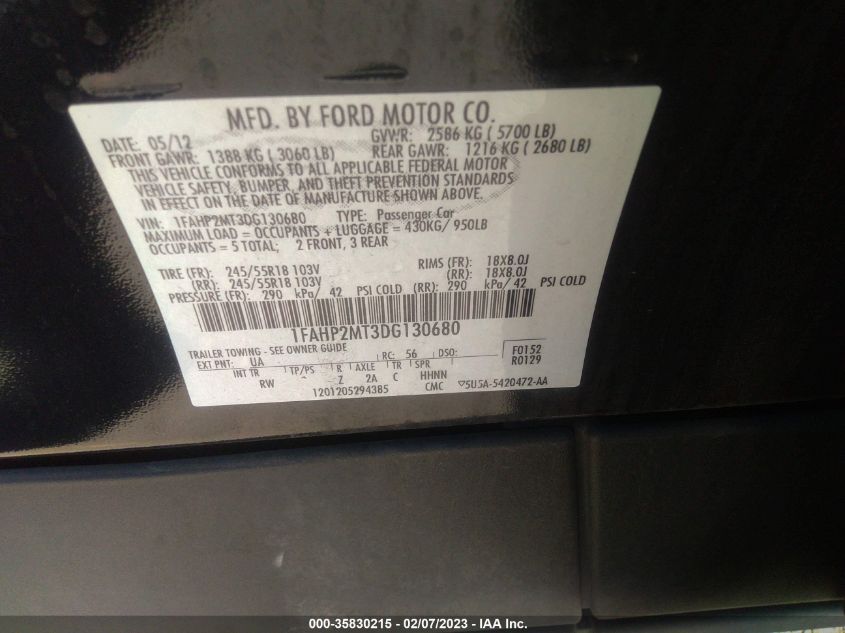 MFD. BY FORD MOTOR CO.
DATE: 05/12 GVWR: 2586 KG ( 5700 LB)
FRONT GAWR: 1388 KG ( 3060 LB) REAR GAWR: 1216 KG ( 2680 LB)
THIS VEHICLE CONFORMS TO ALL APPLICABLE FEDERAL MOTOR
VEHICLE SAFETY, BUMPER, AND THEFT PREVENTION STANDARDS
IN EFFECT ON THE DATE OF MANUFACTURE SHOWN ABOVE.
VIN: 1FAHP2MT3DG130680 TYPE: Passenger Car
MAXIMUM LOAD = OCCUPANTS + LUGGAGE = 430KG/ 950LB
OCCUPANTS = 5 TOTAL; 2 FRONT, 3 REAR
TIRE (FR): 245/55R18 103V RIMS (FR): 18X8.0J
(RR): 245/55R18 103V (RR): 18X8.0J
PRESSURE (FR): 290 kPa/ 42 PSI COLD (RR): 290 kPa/ 42 PSI COLD
1FAHP2MT3DG130680
TRAILER TOWING - SEE OWNER GUIDE
EXT PNT: UA RC: 56 DSO: F0152
R0129
INT TR TP/PS R AXLE TR SPR
RW Z 2A C HHNN
1201205294385 CMC ▽5U5A-5420472-AA
000-35830215 - 02/07/2023 - IAA Inc.